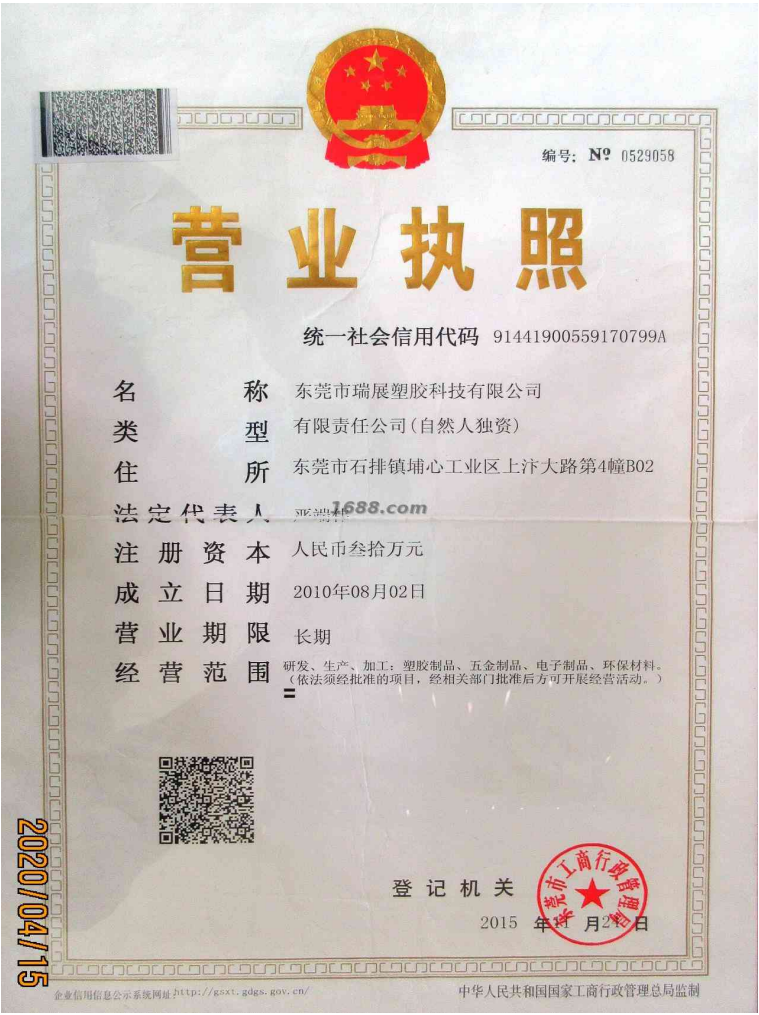 编号: № 0529058
营业执照
统一社会信用代码 91441900559170799A
名称 东莞市瑞展塑胶科技有限公司
类型 有限责任公司(自然人独资)
住所 东莞市石排镇埔心工业区上汴大路第4幢B02
1688.com
法定代表人
注册资本 人民币叁拾万元
成立日期 2010年08月02日
营业期限 长期
经营范围 研发、生产、加工: 塑胶制品、五金制品、电子制品、环保材料。
(依法须经批准的项目, 经相关部门批准后方可开展经营活动。)
〓
登记机关
东莞市工商行政管理局
2015 年11月24日
2020/04/15
企业信用信息公示系统网址: http://gsxt.gdgs.gov.cn/
中华人民共和国国家工商行政管理总局监制